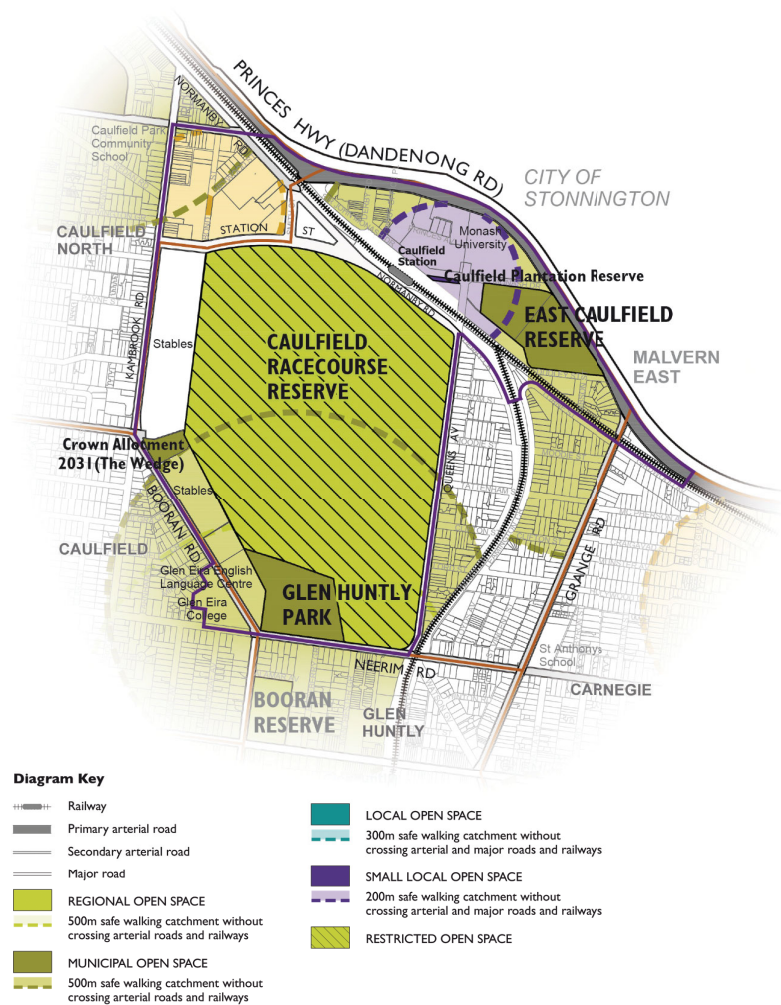 PRINCES HWY (DANDENONG RD)
NORMANBY
RD
Caulfield Park
Community
School
CITY OF
STONNINGTON
CAULFIELD
NORTH
STATION
ST
Monash
University
Caulfield
Station
Caulfield Plantation Reserve
NORMANBY RD
EAST CAULFIELD
RESERVE
KAMBROOK RD
Stables
CAULFIELD
RACECOURSE
RESERVE
MALVERN
EAST
Crown Allotment
2031(The Wedge)
QUEENS AV
Stables
BOORAN RD
CAULFIELD
GRANGE RD
Glen Eira English
Language Centre
Glen Eira
College
GLEN HUNTLY
PARK
St Anthonys
School
NEERIM RD
CARNEGIE
BOORAN
RESERVE
GLEN
HUNTLY
Diagram Key
Railway
Primary arterial road
Secondary arterial road
Major road
REGIONAL OPEN SPACE
500m safe walking catchment without
crossing arterial roads and railways
MUNICIPAL OPEN SPACE
500m safe walking catchment without
crossing arterial roads and railways
LOCAL OPEN SPACE
300m safe walking catchment without
crossing arterial and major roads and railways
SMALL LOCAL OPEN SPACE
200m safe walking catchment without
crossing arterial and major roads and railways
RESTRICTED OPEN SPACE